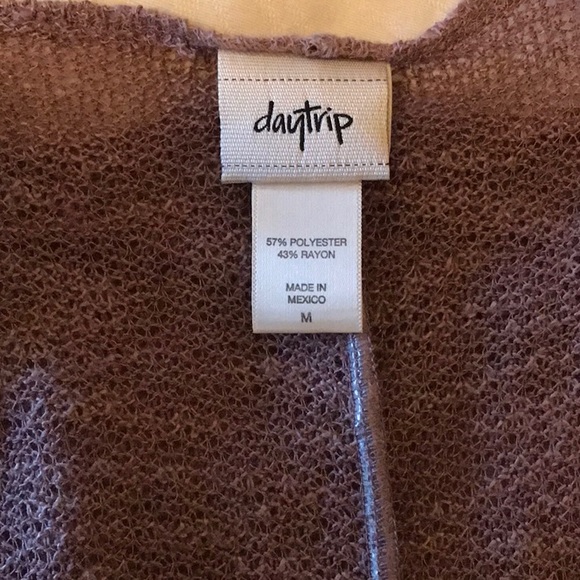 daytrip
57% POLYESTER
43% RAYON
MADE IN
MEXICO
M